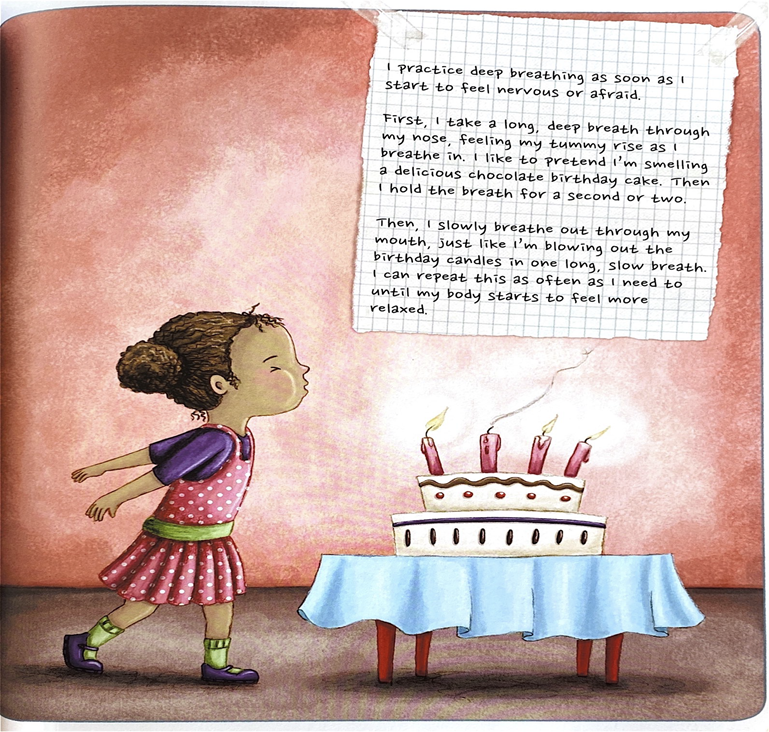 I practice deep breathing as soon as I
start to feel nervous or afraid.
First, I take a long, deep breath through
my nose, feeling my tummy rise as I
breathe in. I like to pretend I'm smelling
a delicious chocolate birthday cake. Then
I hold the breath for a second or two.
Then, I slowly breathe out through my
mouth, just like I'm blowing out the
birthday candles in one long, slow breath.
I can repeat this as often as I need to
until my body starts to feel more
relaxed.